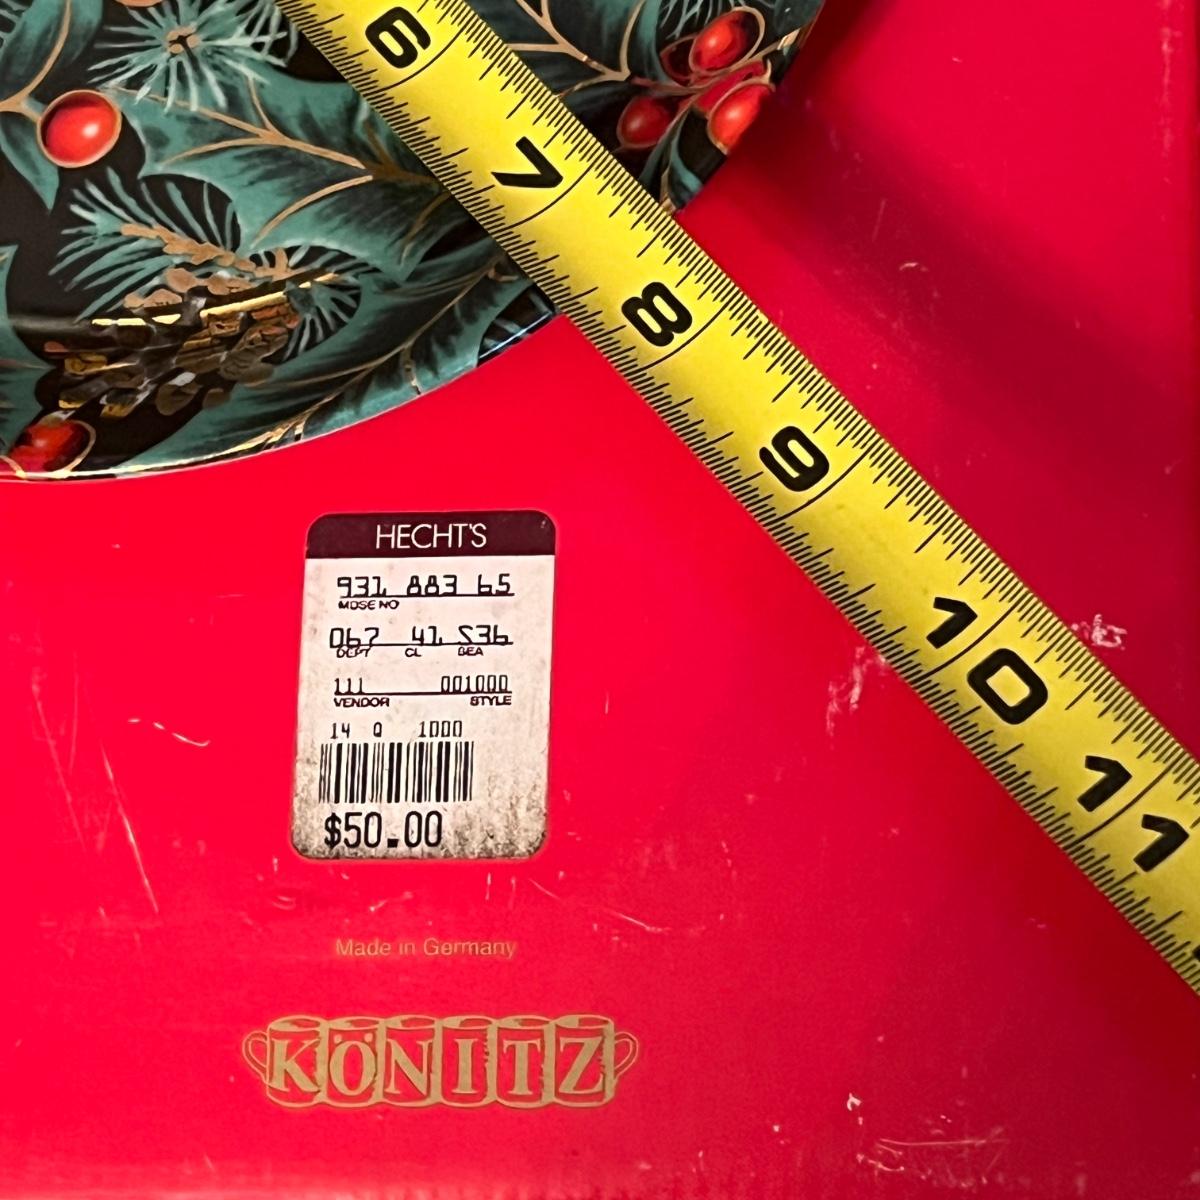 6
7
8
9
10
11
HECHT'S
931 883 65
MDSE NO
067 41 S36
DEPT CL SEA
111 001000
VENDOR STYLE
14 Q 1000
$50.00
Made in Germany
KÖNITZ